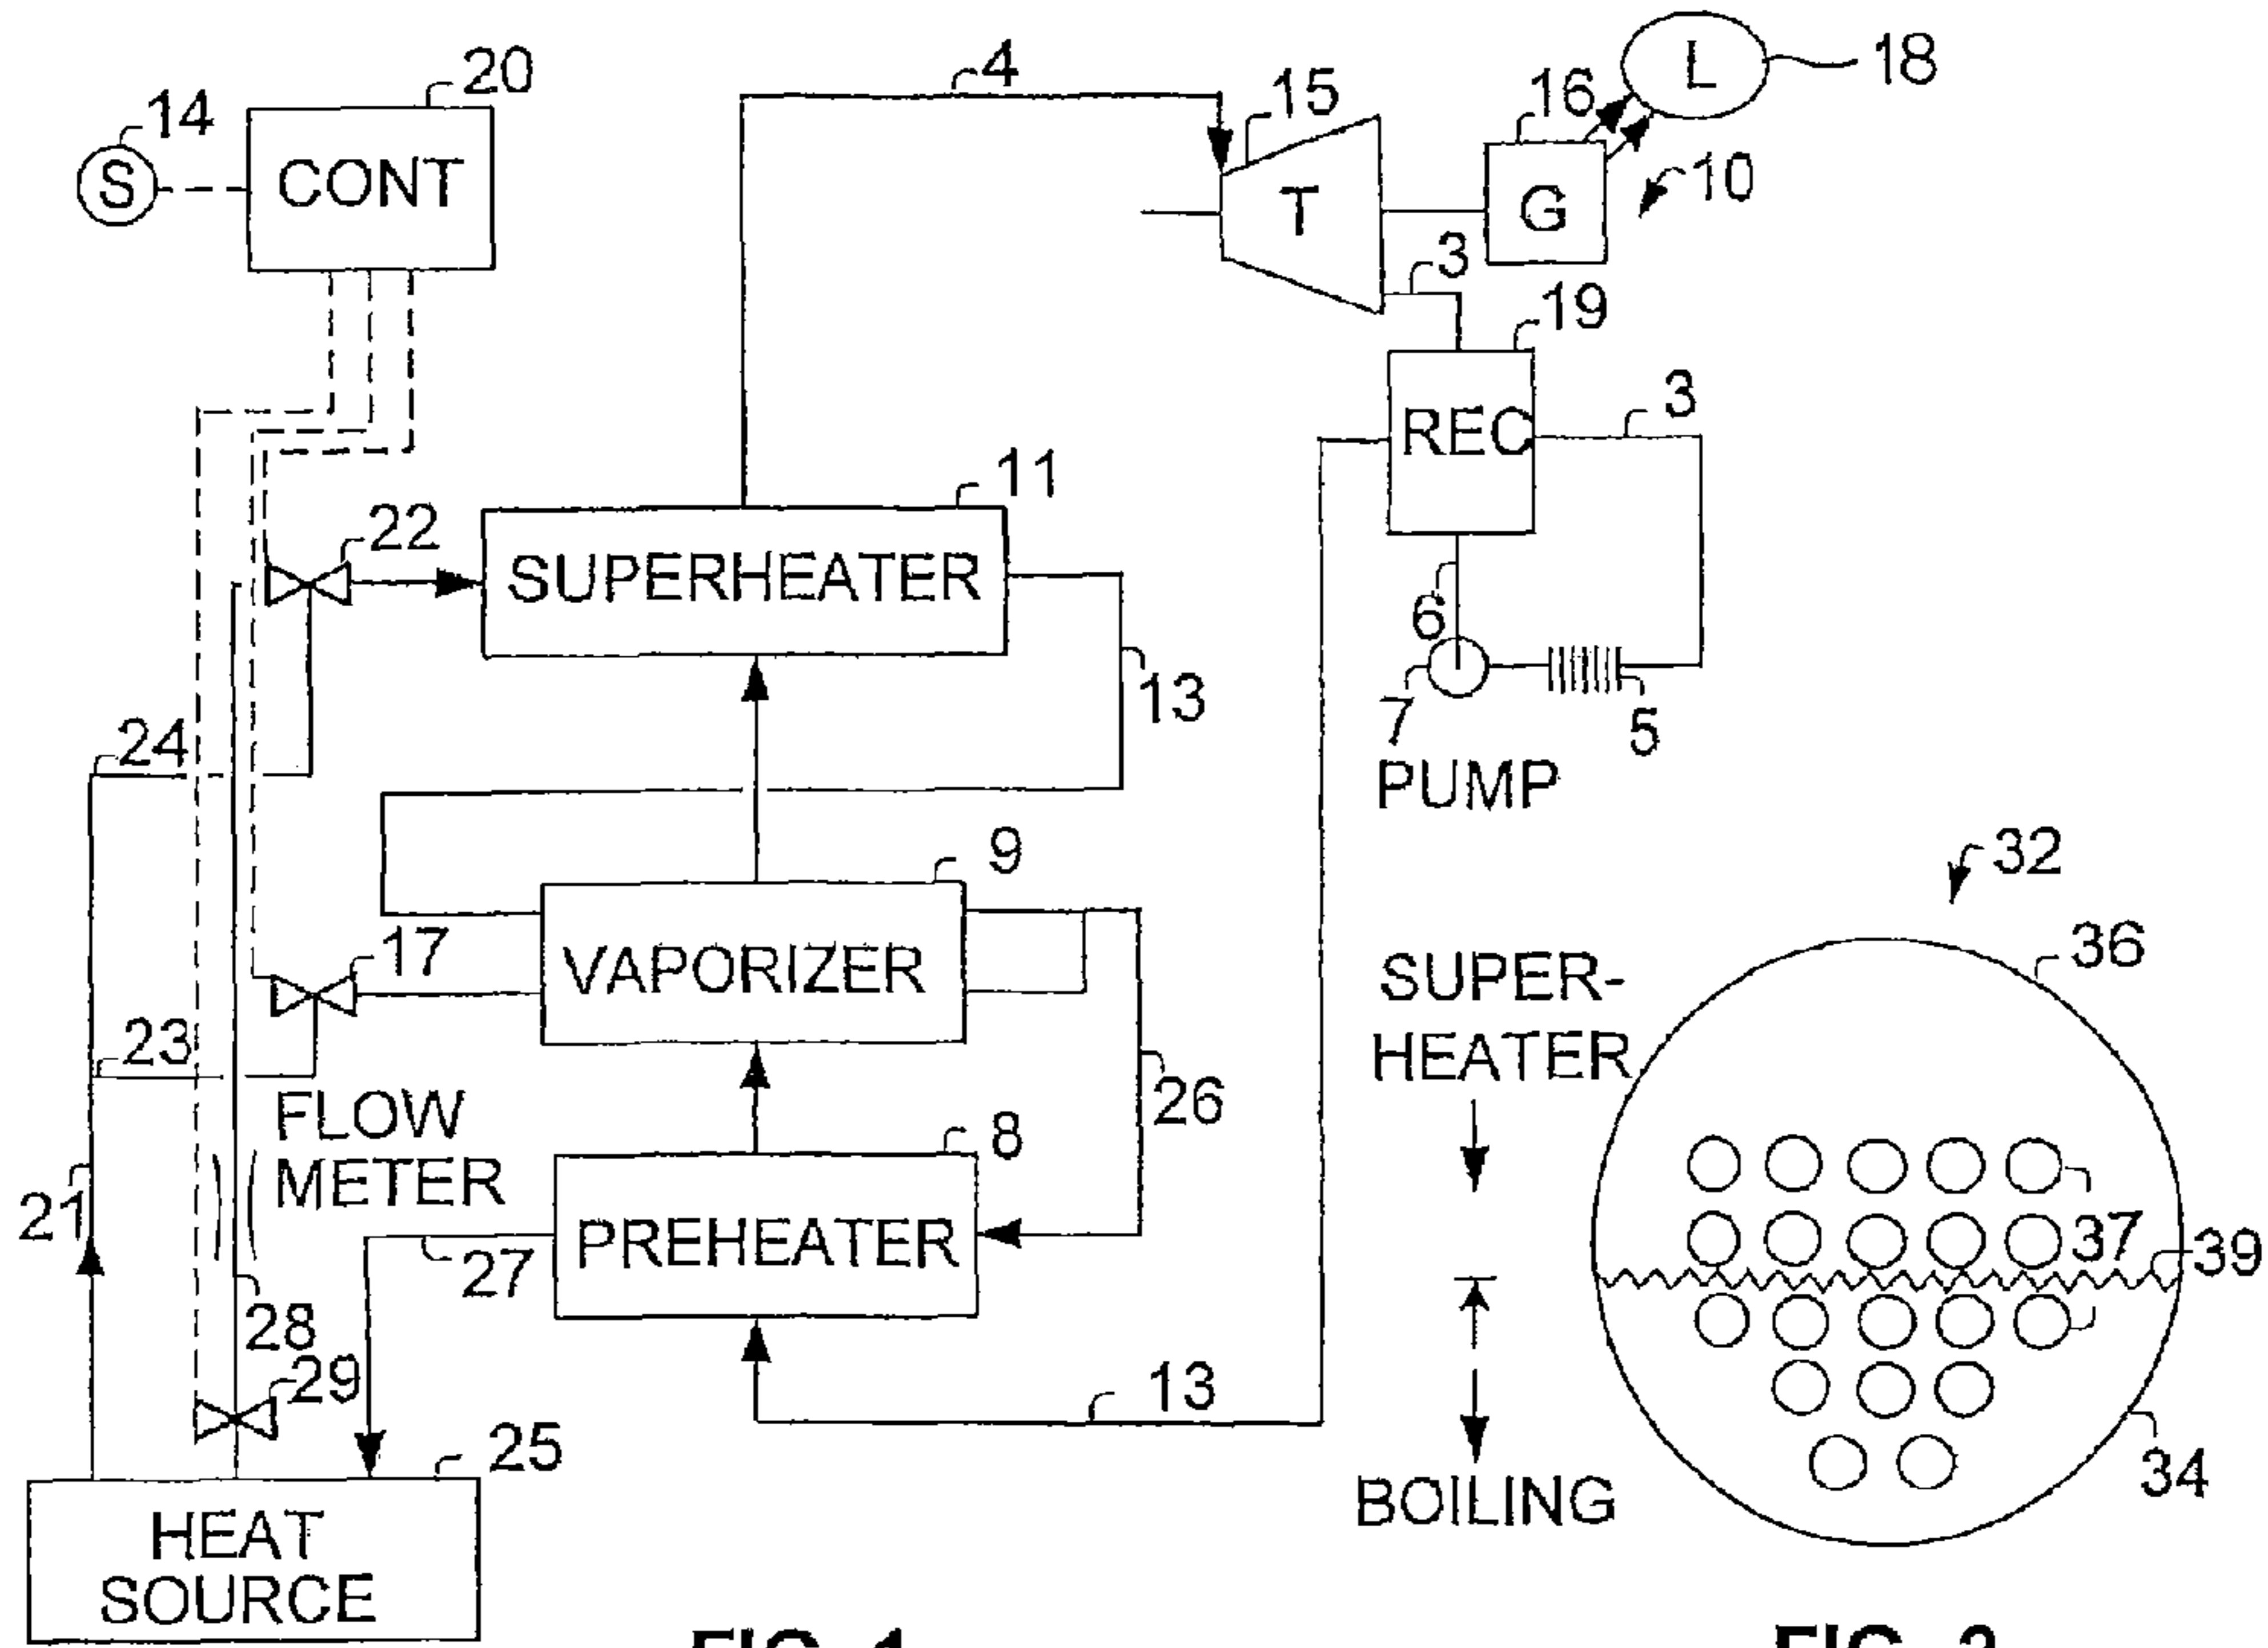 20
4
L
18
14
15
16
S
CONT
T
G
10
3
19
REC
3
11
22
SUPERHEATER
6
13
7
5
24
PUMP
9
32
17
VAPORIZER
SUPER-
HEATER
36
23
26
FLOW
METER
8
21
PREHEATER
37
39
27
28
29
13
25
BOILING
34
HEAT
SOURCE